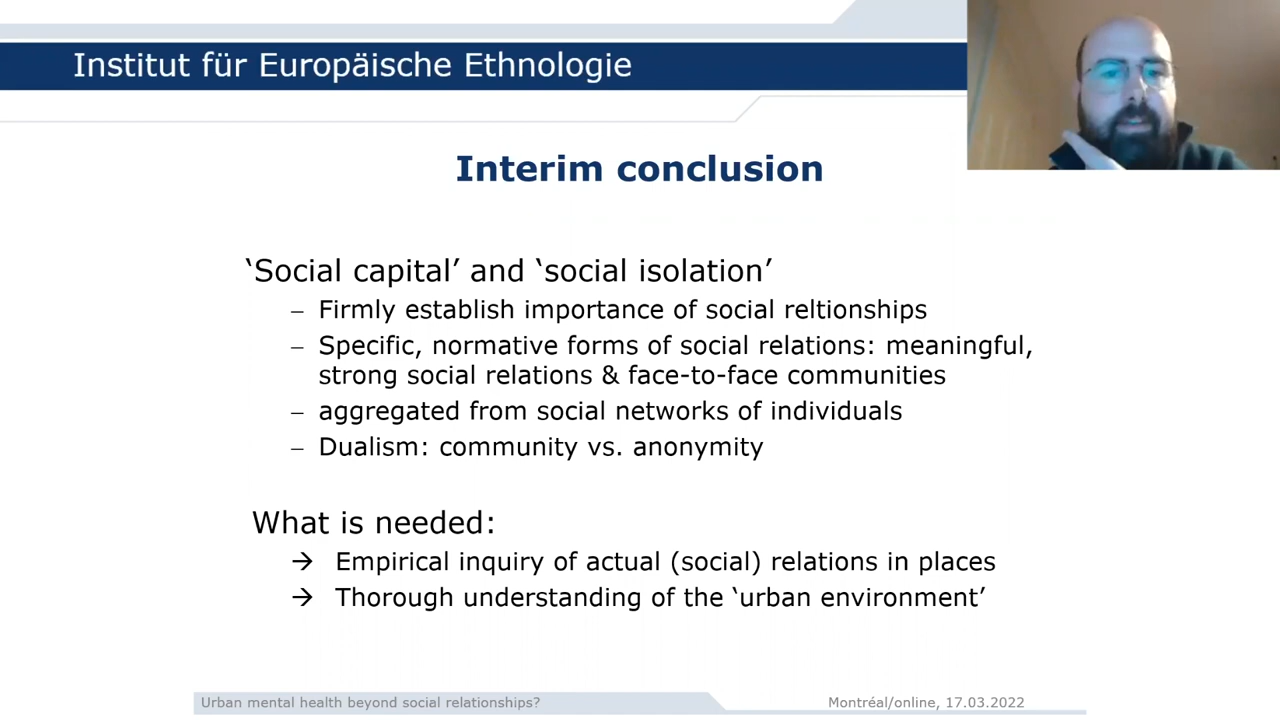 Institut für Europäische Ethnologie
Interim conclusion
‘Social capital’ and ‘social isolation’
– Firmly establish importance of social reltionships
– Specific, normative forms of social relations: meaningful,
strong social relations & face-to-face communities
– aggregated from social networks of individuals
– Dualism: community vs. anonymity
What is needed:
→ Empirical inquiry of actual (social) relations in places
→ Thorough understanding of the ‘urban environment’
Urban mental health beyond social relationships?
Montréal/online, 17.03.2022